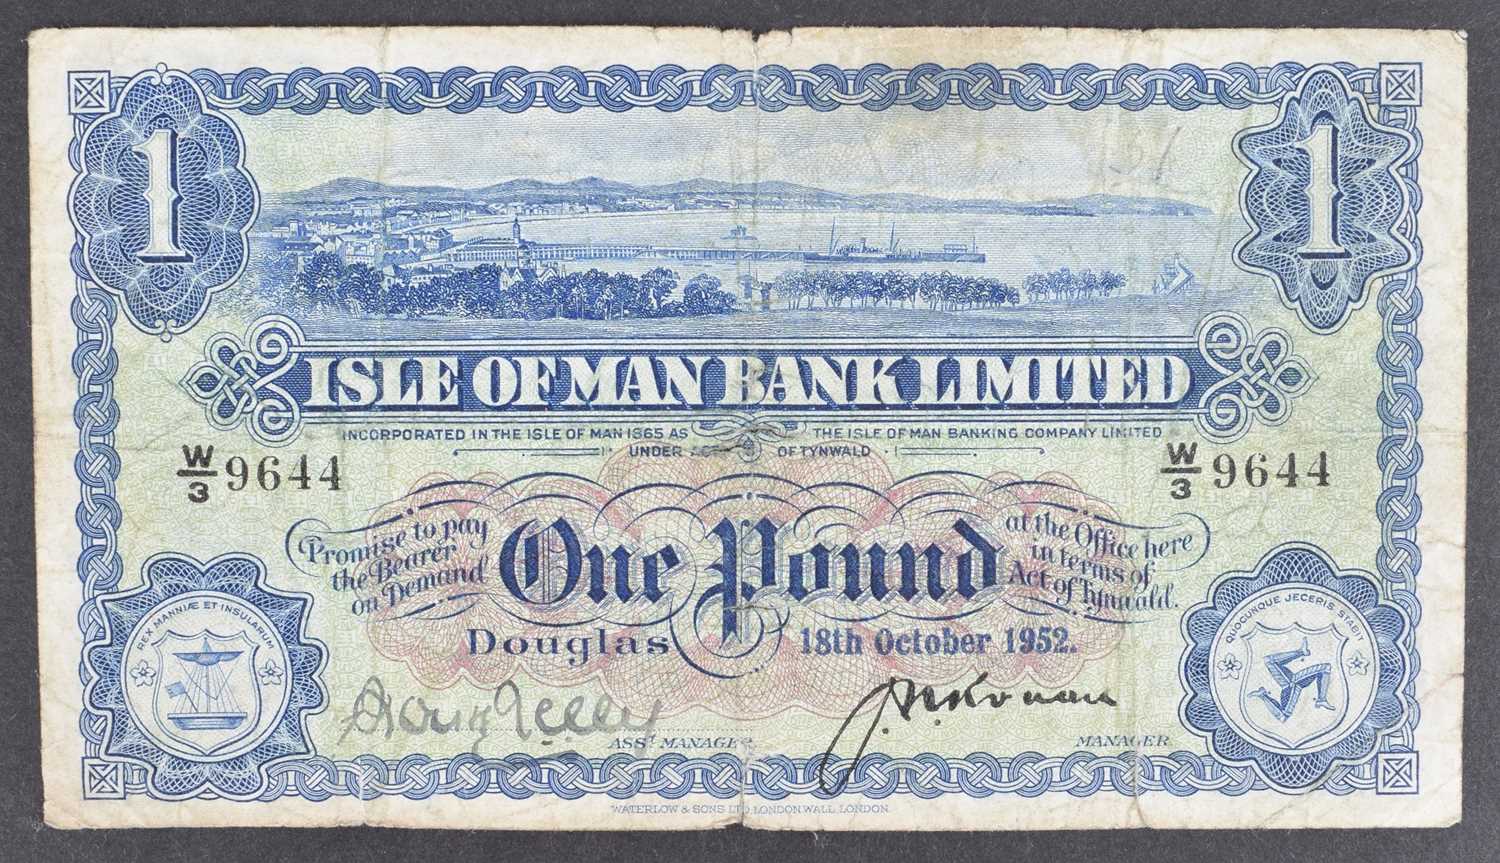 1 1
ISLE OF MAN BANK LIMITED
INCORPORATED IN THE ISLE OF MAN 1865 AS THE ISLE OF MAN BANKING COMPANY LIMITED
UNDER ACT OF TYNWALD
W/3 9644 W/3 9644
Promise to pay
the Bearer
on Demand
One Pound
at the Office here
in terms of
Act of Tynwald.
Douglas 18th October 1952.
REX MANNIÆ ET INSULARUM
QUOCUNQUE JECERIS STABIT
ASST MANAGER
MANAGER
WATERLOW & SONS LTD. LONDON WALL, LONDON.